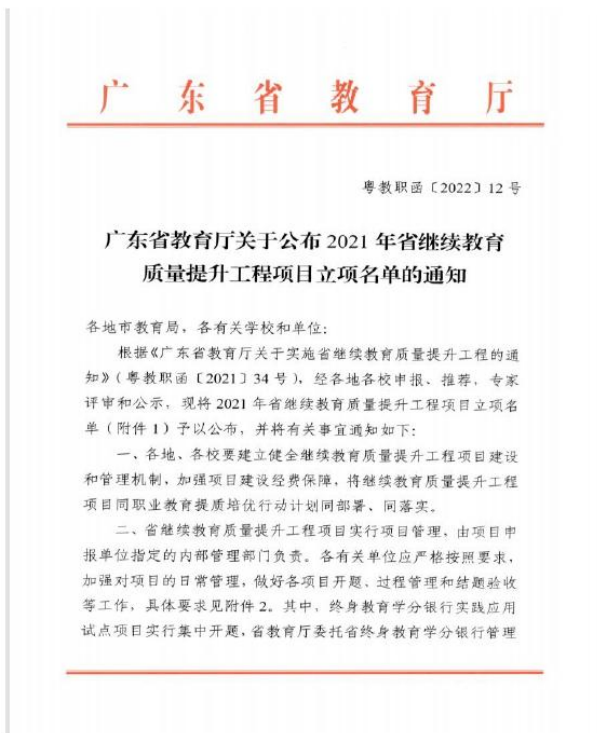 广东省教育厅
粤教职函〔2022〕12号
广东省教育厅关于公布 2021 年省继续教育
质量提升工程项目立项名单的通知
各地市教育局，各有关学校和单位：
根据《广东省教育厅关于实施省继续教育质量提升工程的通
知》（粤教职函〔2021〕34号），经各地各校申报、推荐，专家
评审和公示，现将 2021 年省继续教育质量提升工程项目立项名
单（附件1）予以公布，并将有关事宜通知如下：
一、各地、各校要建立健全继续教育质量提升工程项目建设
和管理机制，加强项目建设经费保障，将继续教育质量提升工程
项目同职业教育提质培优行动计划同部署、同落实。
二、省继续教育质量提升工程项目实行项目管理，由项目申
报单位指定的内部管理部门负责。各有关单位应严格按照要求，
加强对项目的日常管理，做好各项目开题、过程管理和结题验收
等工作，具体要求见附件2。其中，终身教育学分银行实践应用
试点项目实行集中开题，省教育厅委托省终身教育学分银行管理